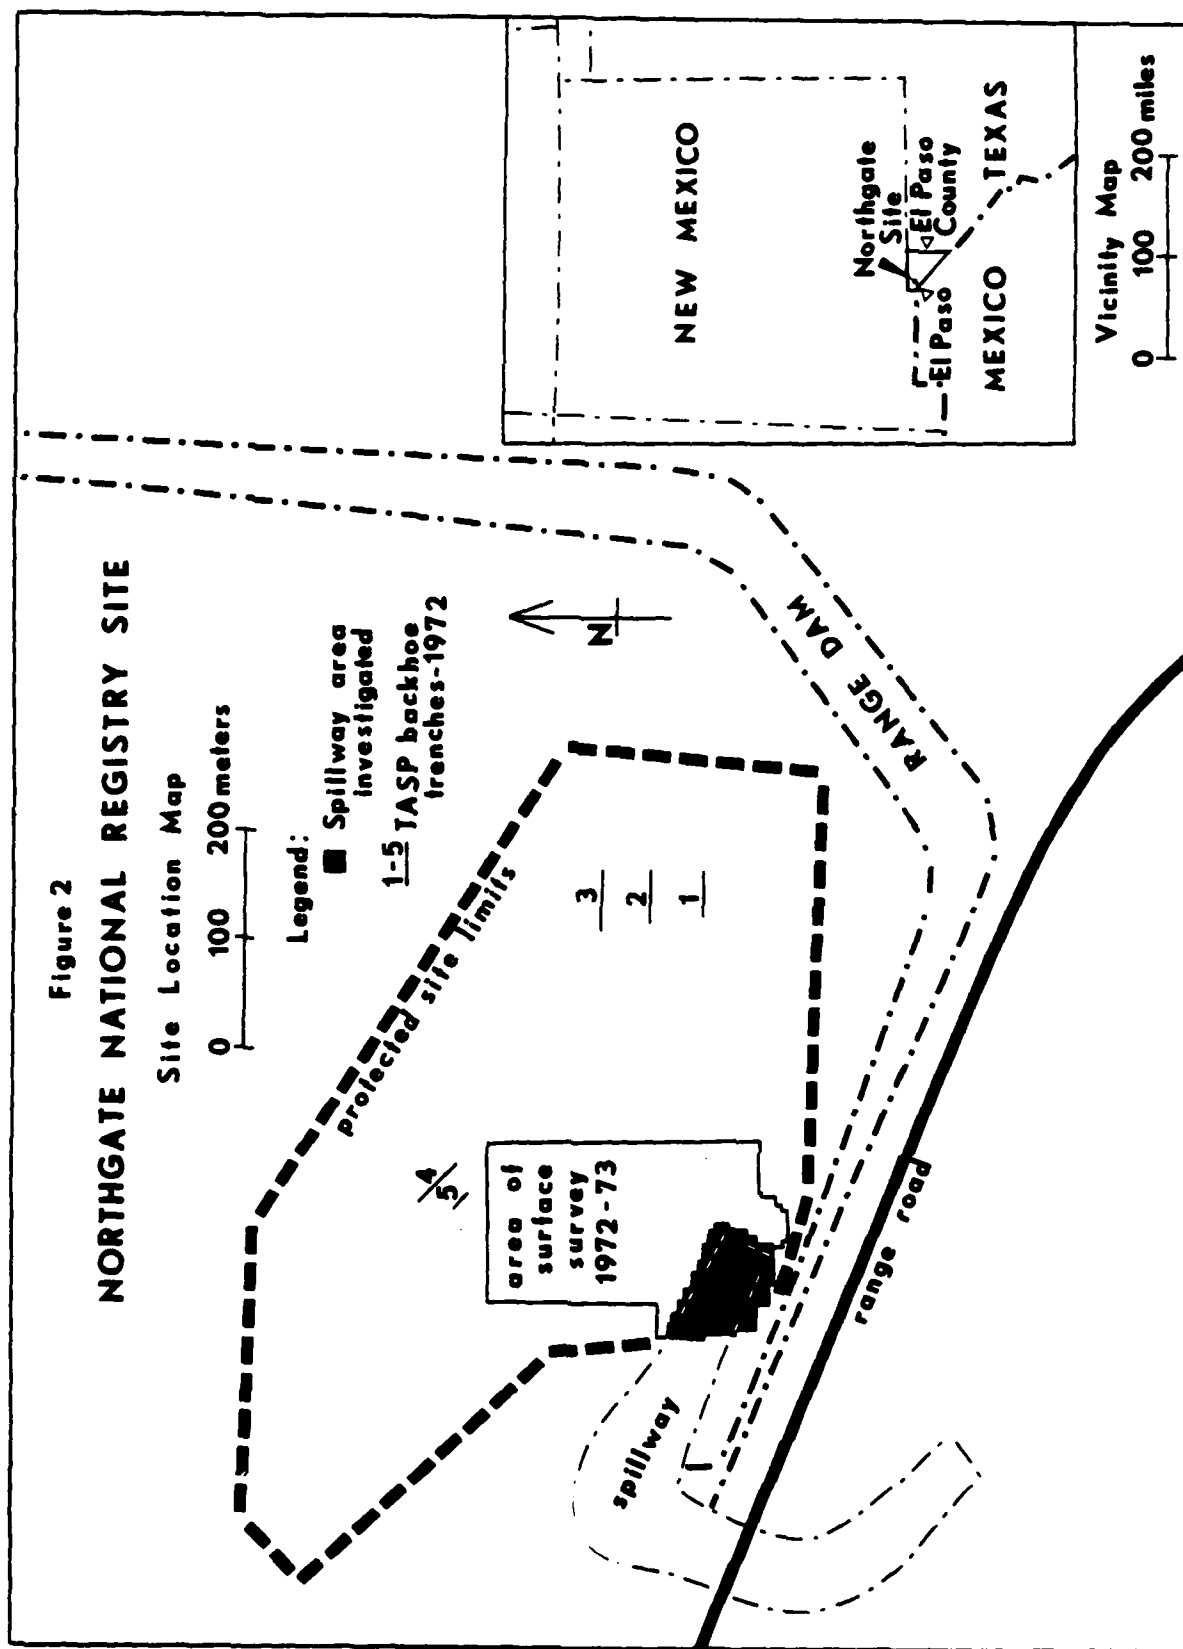 Figure 2
NORTHGATE NATIONAL REGISTRY SITE
Site Location Map
0 100 200 meters
Legend:
Spillway area
investigated
1-5 TASP backhoe
trenches-1972
protected site limits
N
4
5
area of
surface
survey
1972-73
3
2
1
spillway
RANGE DAM
range road
NEW MEXICO
Northgate
Site
El Paso
El Paso
County
MEXICO
TEXAS
Vicinity Map
0 100 200 miles